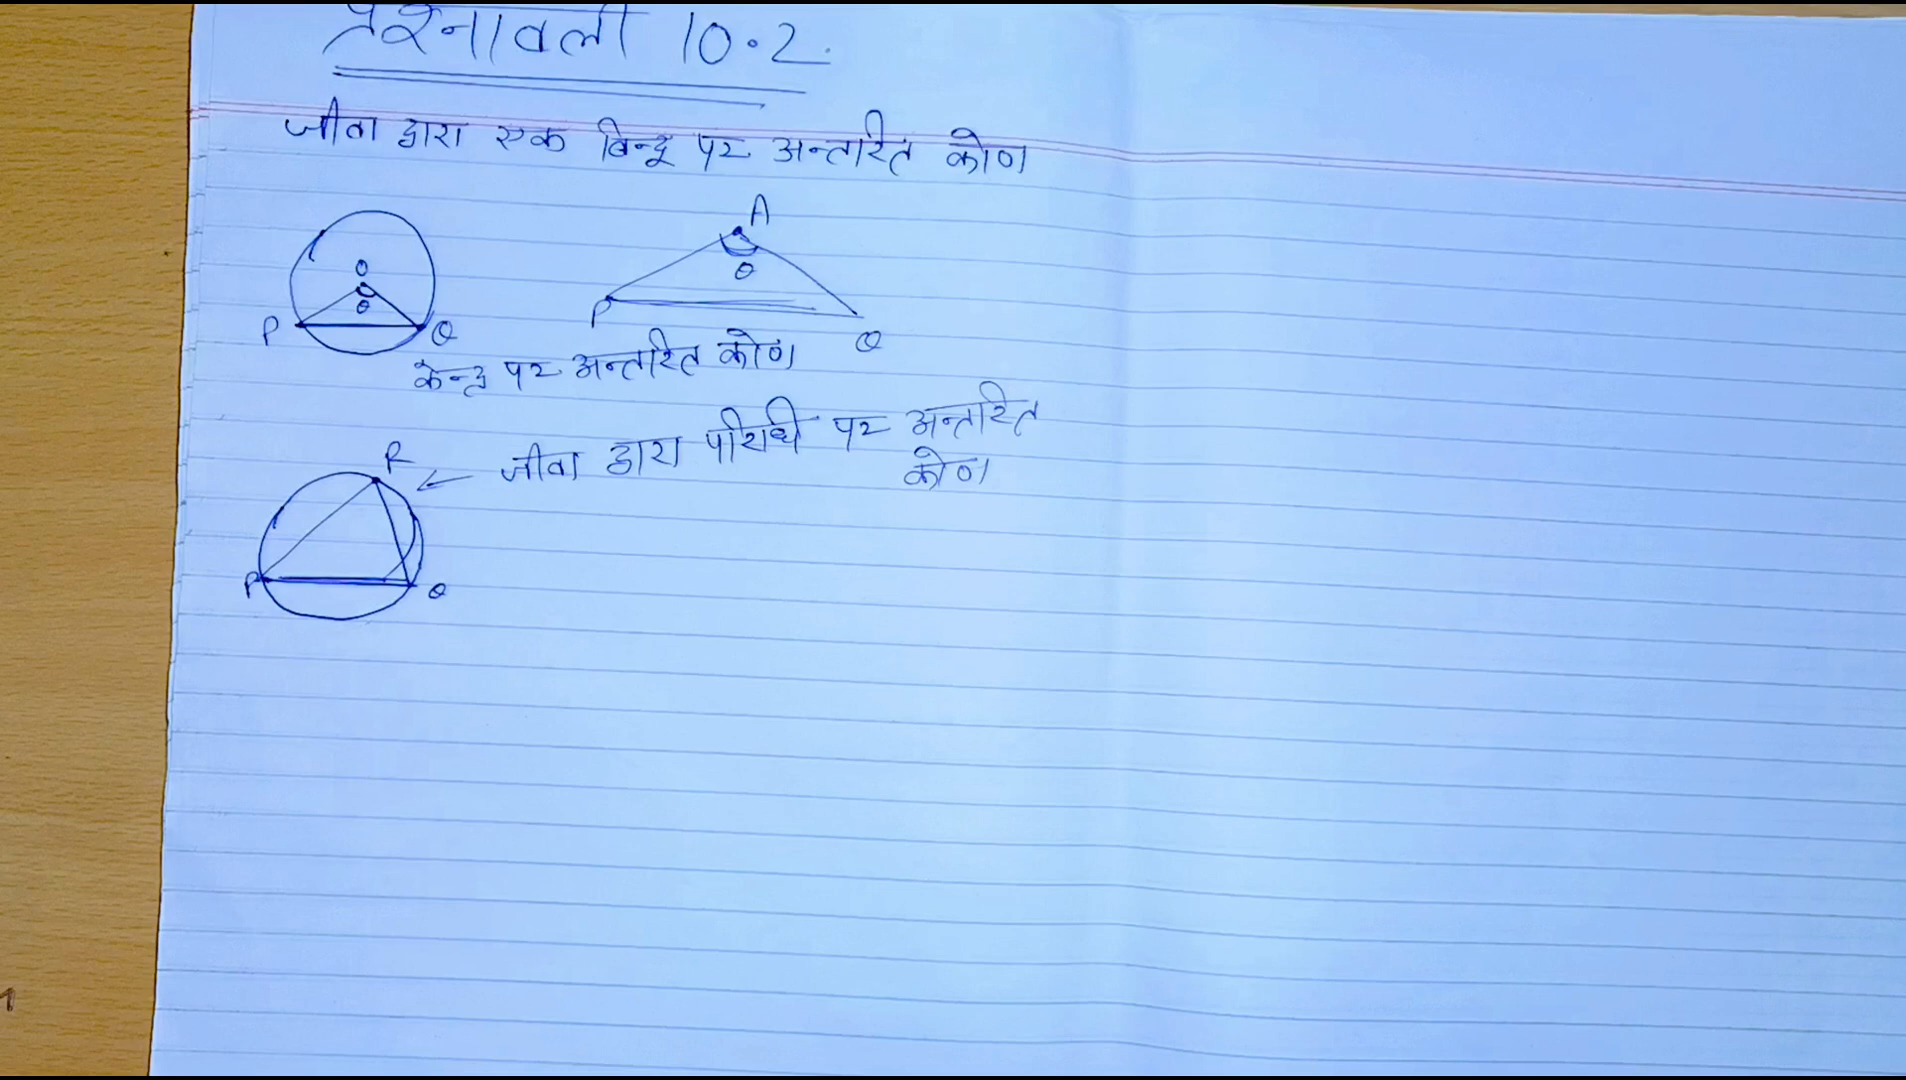 प्रश्नावली 10.2.
जीवा द्वारा एक बिन्दू पर अन्तरित कोण
A
O
θ
θ
P
Q
P
Q
केन्द्र पर अन्तरित कोण
R
← जीवा द्वारा परिधी पर अन्तरित
कोण
P
Q